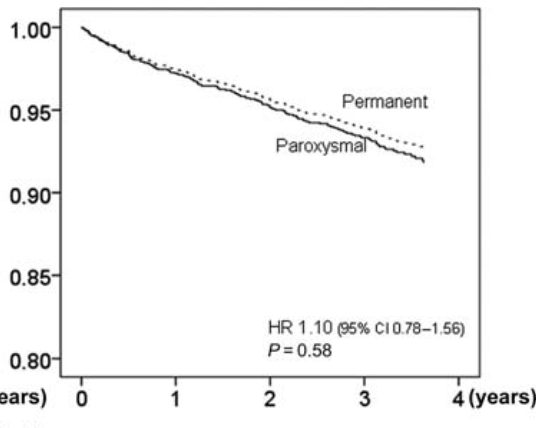 1.00
0.95
Permanent
Paroxysmal
0.90
0.85
HR 1.10 (95% CI 0.78–1.56)
P = 0.58
0.80
ears) 0 1 2 3 4 (years)